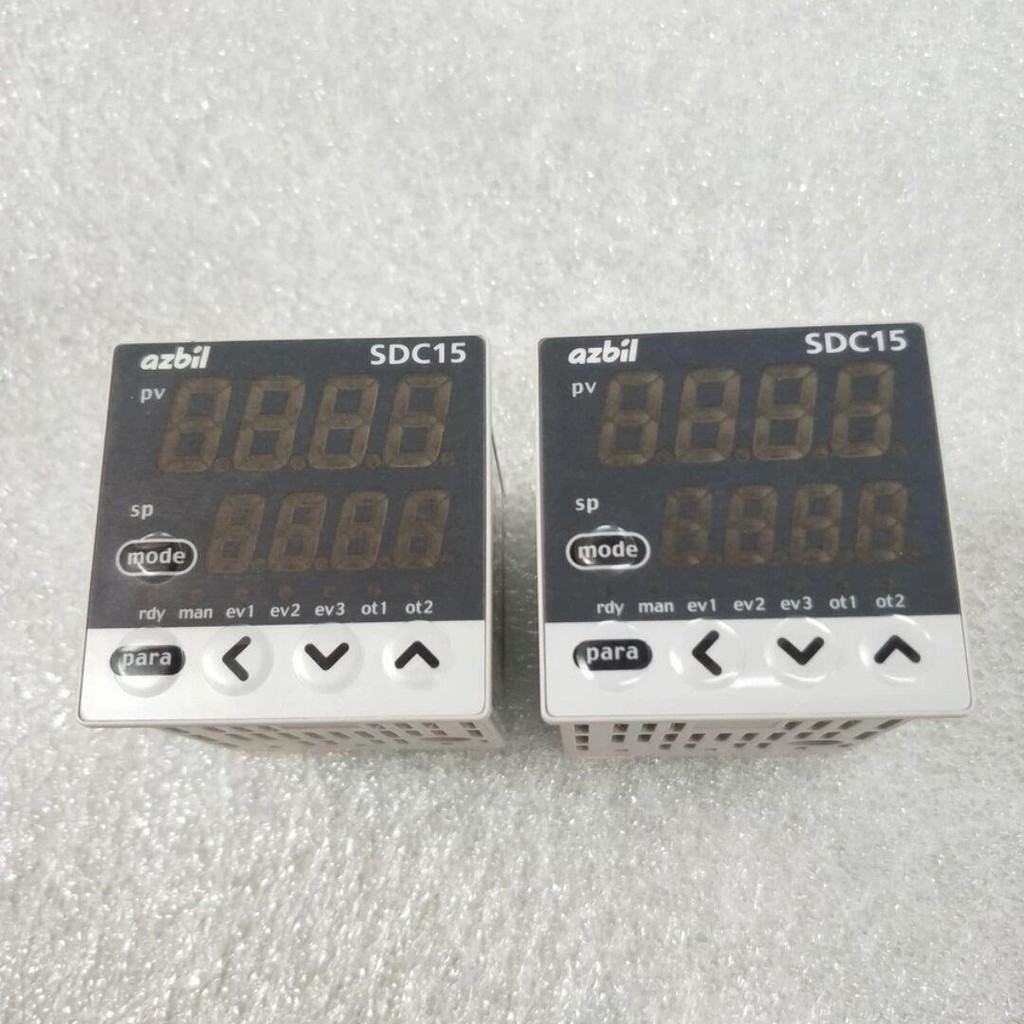 azbil SDC15
pv
sp
mode
rdy man ev1 ev2 ev3 ot1 ot2
para
azbil SDC15
pv
sp
mode
rdy man ev1 ev2 ev3 ot1 ot2
para